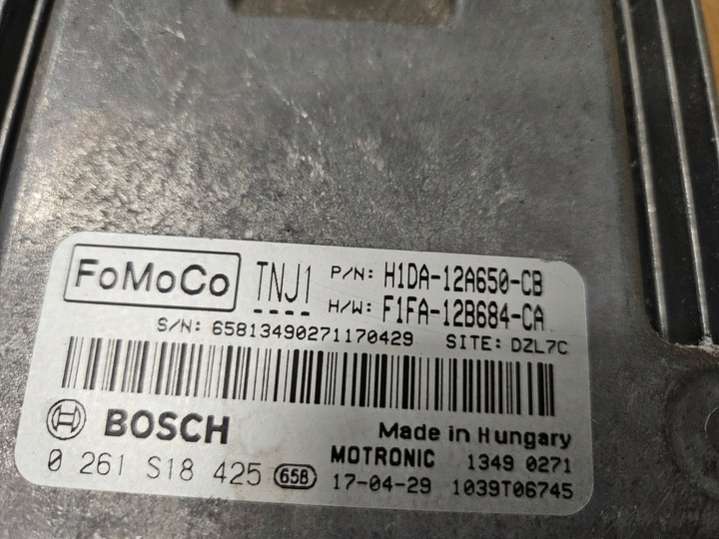 FoMoCo TNJ1 P/N: H1DA-12A650-CB
H/W: F1FA-12B684-CA
S/N: 65813490271170429 SITE: DZL7C
BOSCH Made in Hungary
MOTRONIC 1349 0271
0 261 S18 425 658 17-04-29 1039T06745